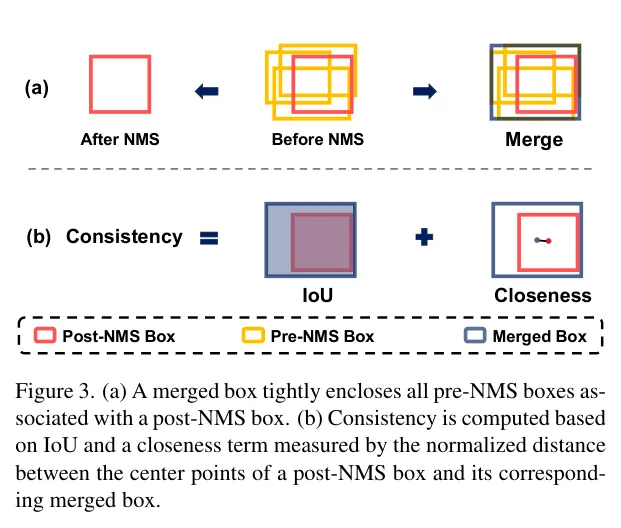 (a)
After NMS
Before NMS
Merge
(b) Consistency = + 
IoU
Closeness
Post-NMS Box
Pre-NMS Box
Merged Box
Figure 3. (a) A merged box tightly encloses all pre-NMS boxes as-
sociated with a post-NMS box. (b) Consistency is computed based
on IoU and a closeness term measured by the normalized distance
between the center points of a post-NMS box and its correspond-
ing merged box.